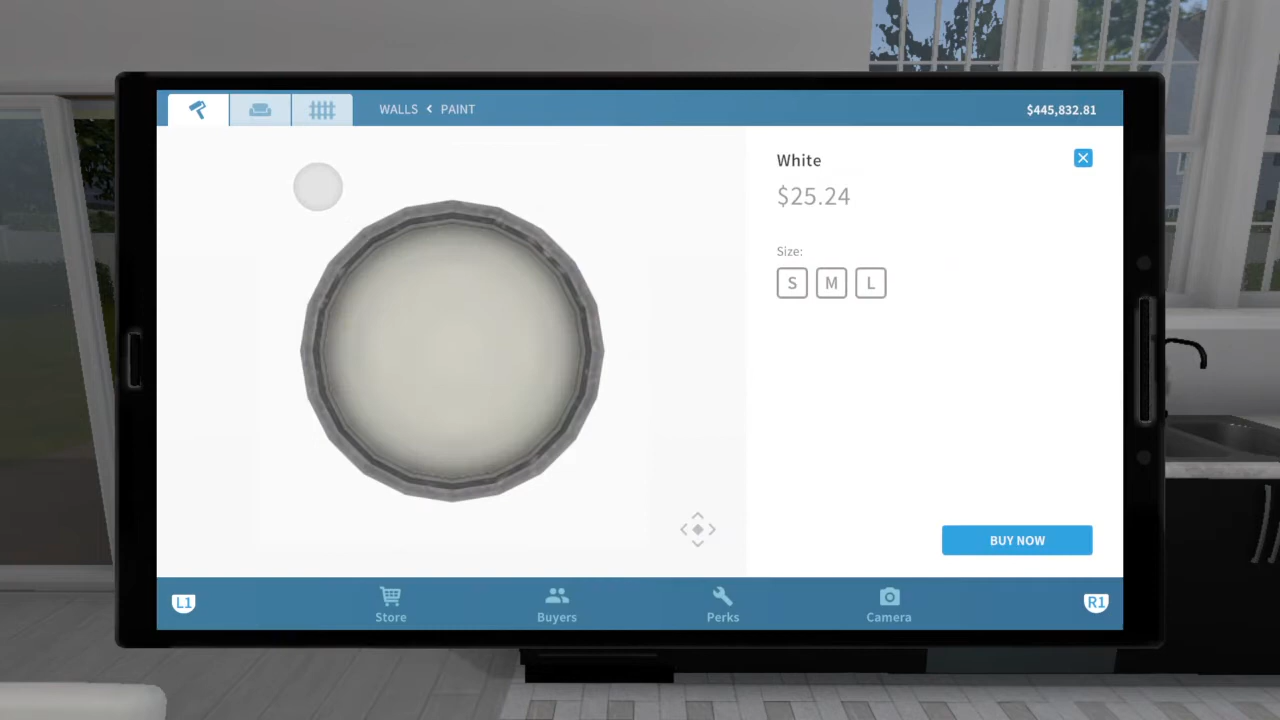 WALLS < PAINT
$445,832.81
White
$25.24
Size:
S M L
BUY NOW
L1
Store
Buyers
Perks
Camera
R1